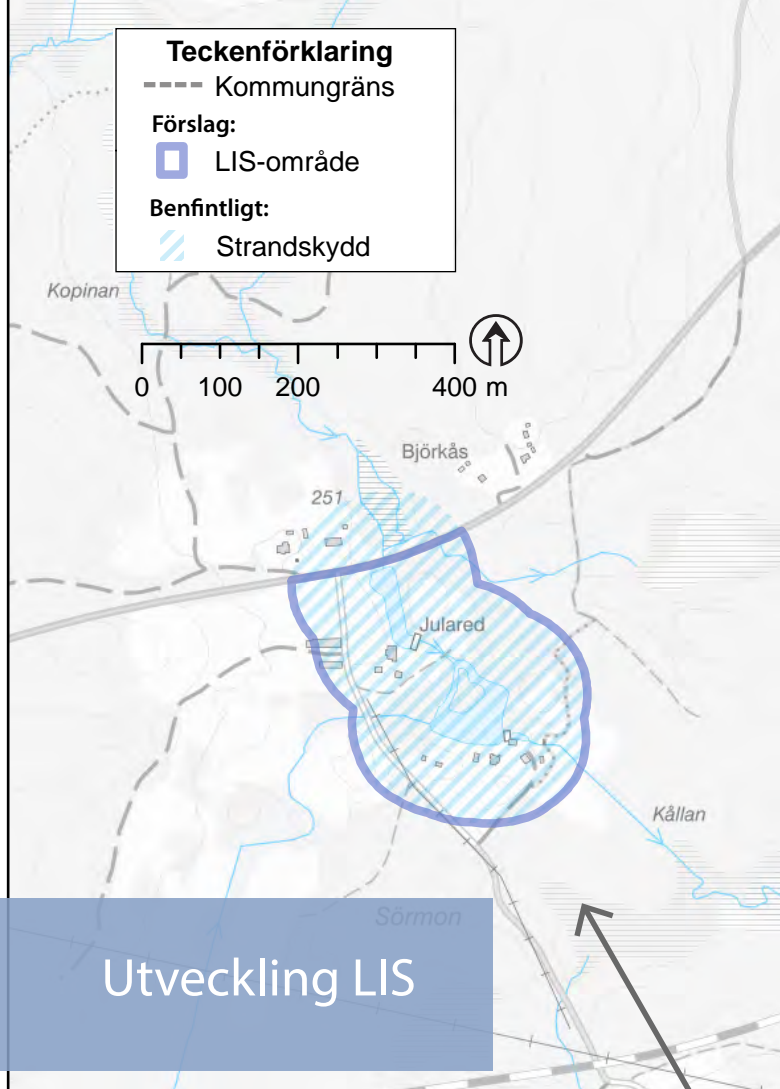 Teckenförklaring
Kommungräns
Förslag:
LIS-område
Benfintligt:
Strandskydd
Kopinan
0 100 200 400 m
Björkås
251
Julared
Kållan
Sörmon
Utveckling LIS